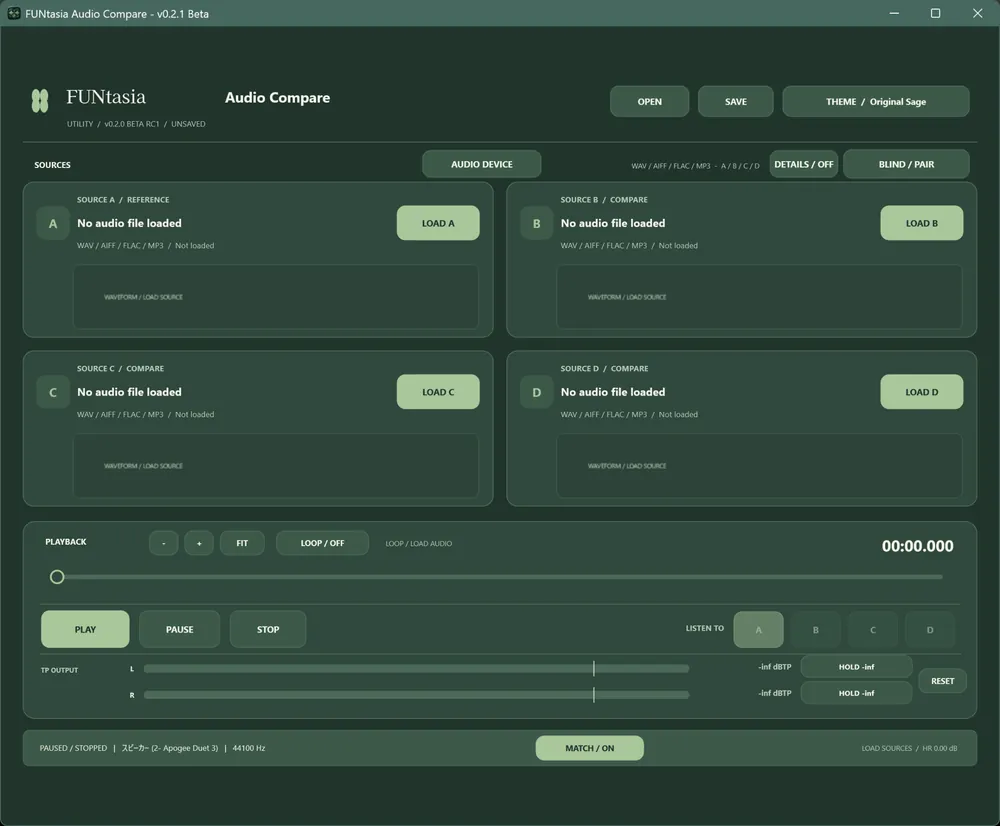 FUNtasia Audio Compare - v0.2.1 Beta
FUNtasia
Audio Compare
OPEN
SAVE
THEME / Original Sage
UTILITY / v0.2.0 BETA RC1 / UNSAVED
SOURCES
AUDIO DEVICE
WAV / AIFF / FLAC / MP3 - A / B / C / D
DETAILS / OFF
BLIND / PAIR
SOURCE A / REFERENCE
A
No audio file loaded
LOAD A
WAV / AIFF / FLAC / MP3 / Not loaded
WAVEFORM / LOAD SOURCE
SOURCE B / COMPARE
B
No audio file loaded
LOAD B
WAV / AIFF / FLAC / MP3 / Not loaded
WAVEFORM / LOAD SOURCE
SOURCE C / COMPARE
C
No audio file loaded
LOAD C
WAV / AIFF / FLAC / MP3 / Not loaded
WAVEFORM / LOAD SOURCE
SOURCE D / COMPARE
D
No audio file loaded
LOAD D
WAV / AIFF / FLAC / MP3 / Not loaded
WAVEFORM / LOAD SOURCE
PLAYBACK
-
+
FIT
LOOP / OFF
LOOP / LOAD AUDIO
00:00.000
PLAY
PAUSE
STOP
LISTEN TO
A
B
C
D
TP OUTPUT
L
-inf dBTP
HOLD -inf
R
-inf dBTP
HOLD -inf
RESET
PAUSED / STOPPED | スピーカー (2- Apogee Duet 3) | 44100 Hz
MATCH / ON
LOAD SOURCES / HR 0.00 dB